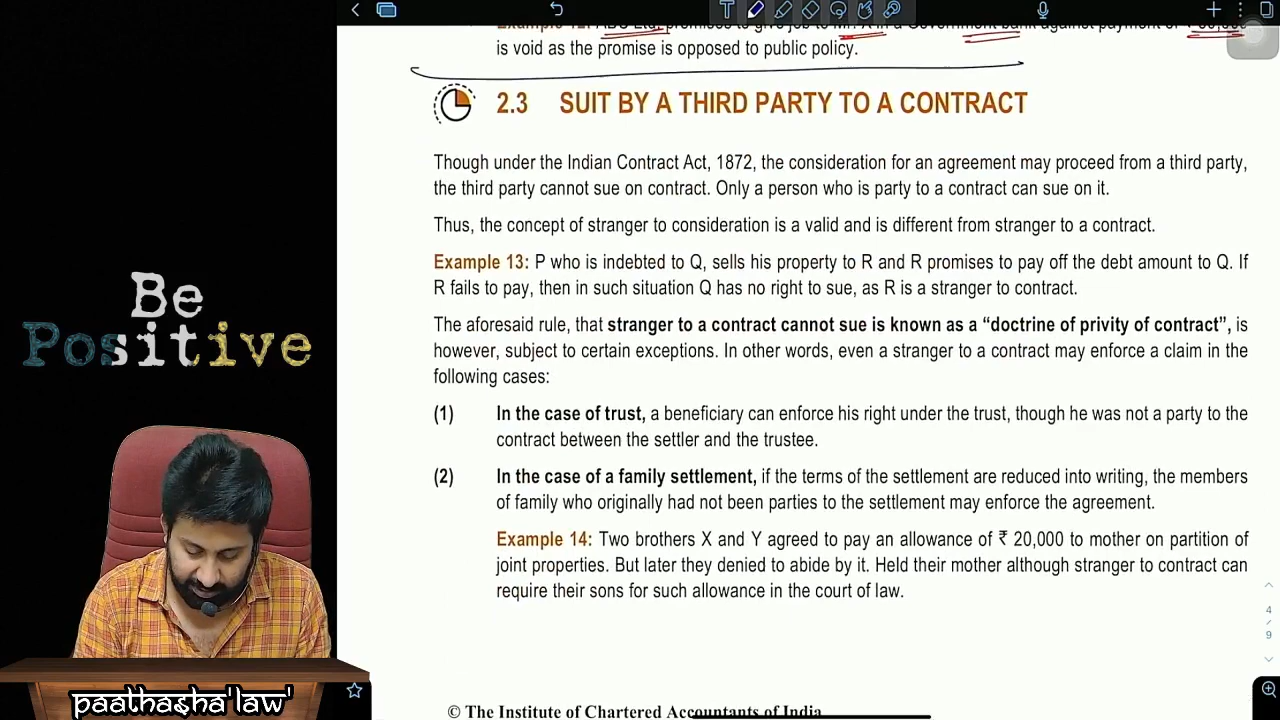 is void as the promise is opposed to public policy.
2.3 SUIT BY A THIRD PARTY TO A CONTRACT
Though under the Indian Contract Act, 1872, the consideration for an agreement may proceed from a third party,
the third party cannot sue on contract. Only a person who is party to a contract can sue on it.
Thus, the concept of stranger to consideration is a valid and is different from stranger to a contract.
Example 13: P who is indebted to Q, sells his property to R and R promises to pay off the debt amount to Q. If
R fails to pay, then in such situation Q has no right to sue, as R is a stranger to contract.
The aforesaid rule, that stranger to a contract cannot sue is known as a “doctrine of privity of contract”, is
however, subject to certain exceptions. In other words, even a stranger to a contract may enforce a claim in the
following cases:
(1) In the case of trust, a beneficiary can enforce his right under the trust, though he was not a party to the
contract between the settler and the trustee.
(2) In the case of a family settlement, if the terms of the settlement are reduced into writing, the members
of family who originally had not been parties to the settlement may enforce the agreement.
Example 14: Two brothers X and Y agreed to pay an allowance of ₹ 20,000 to mother on partition of
joint properties. But later they denied to abide by it. Held their mother although stranger to contract can
require their sons for such allowance in the court of law.
© The Institute of Chartered Accountants of India
4
/
9
Be
Positive
paathasha'law'